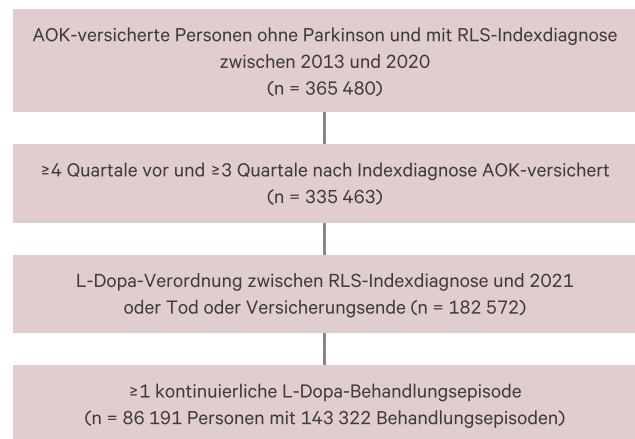 AOK-versicherte Personen ohne Parkinson und mit RLS-Indexdiagnose
zwischen 2013 und 2020
(n = 365 480)
≥4 Quartale vor und ≥3 Quartale nach Indexdiagnose AOK-versichert
(n = 335 463)
L-Dopa-Verordnung zwischen RLS-Indexdiagnose und 2021
oder Tod oder Versicherungsende (n = 182 572)
≥1 kontinuierliche L-Dopa-Behandlungsepisode
(n = 86 191 Personen mit 143 322 Behandlungsepisoden)